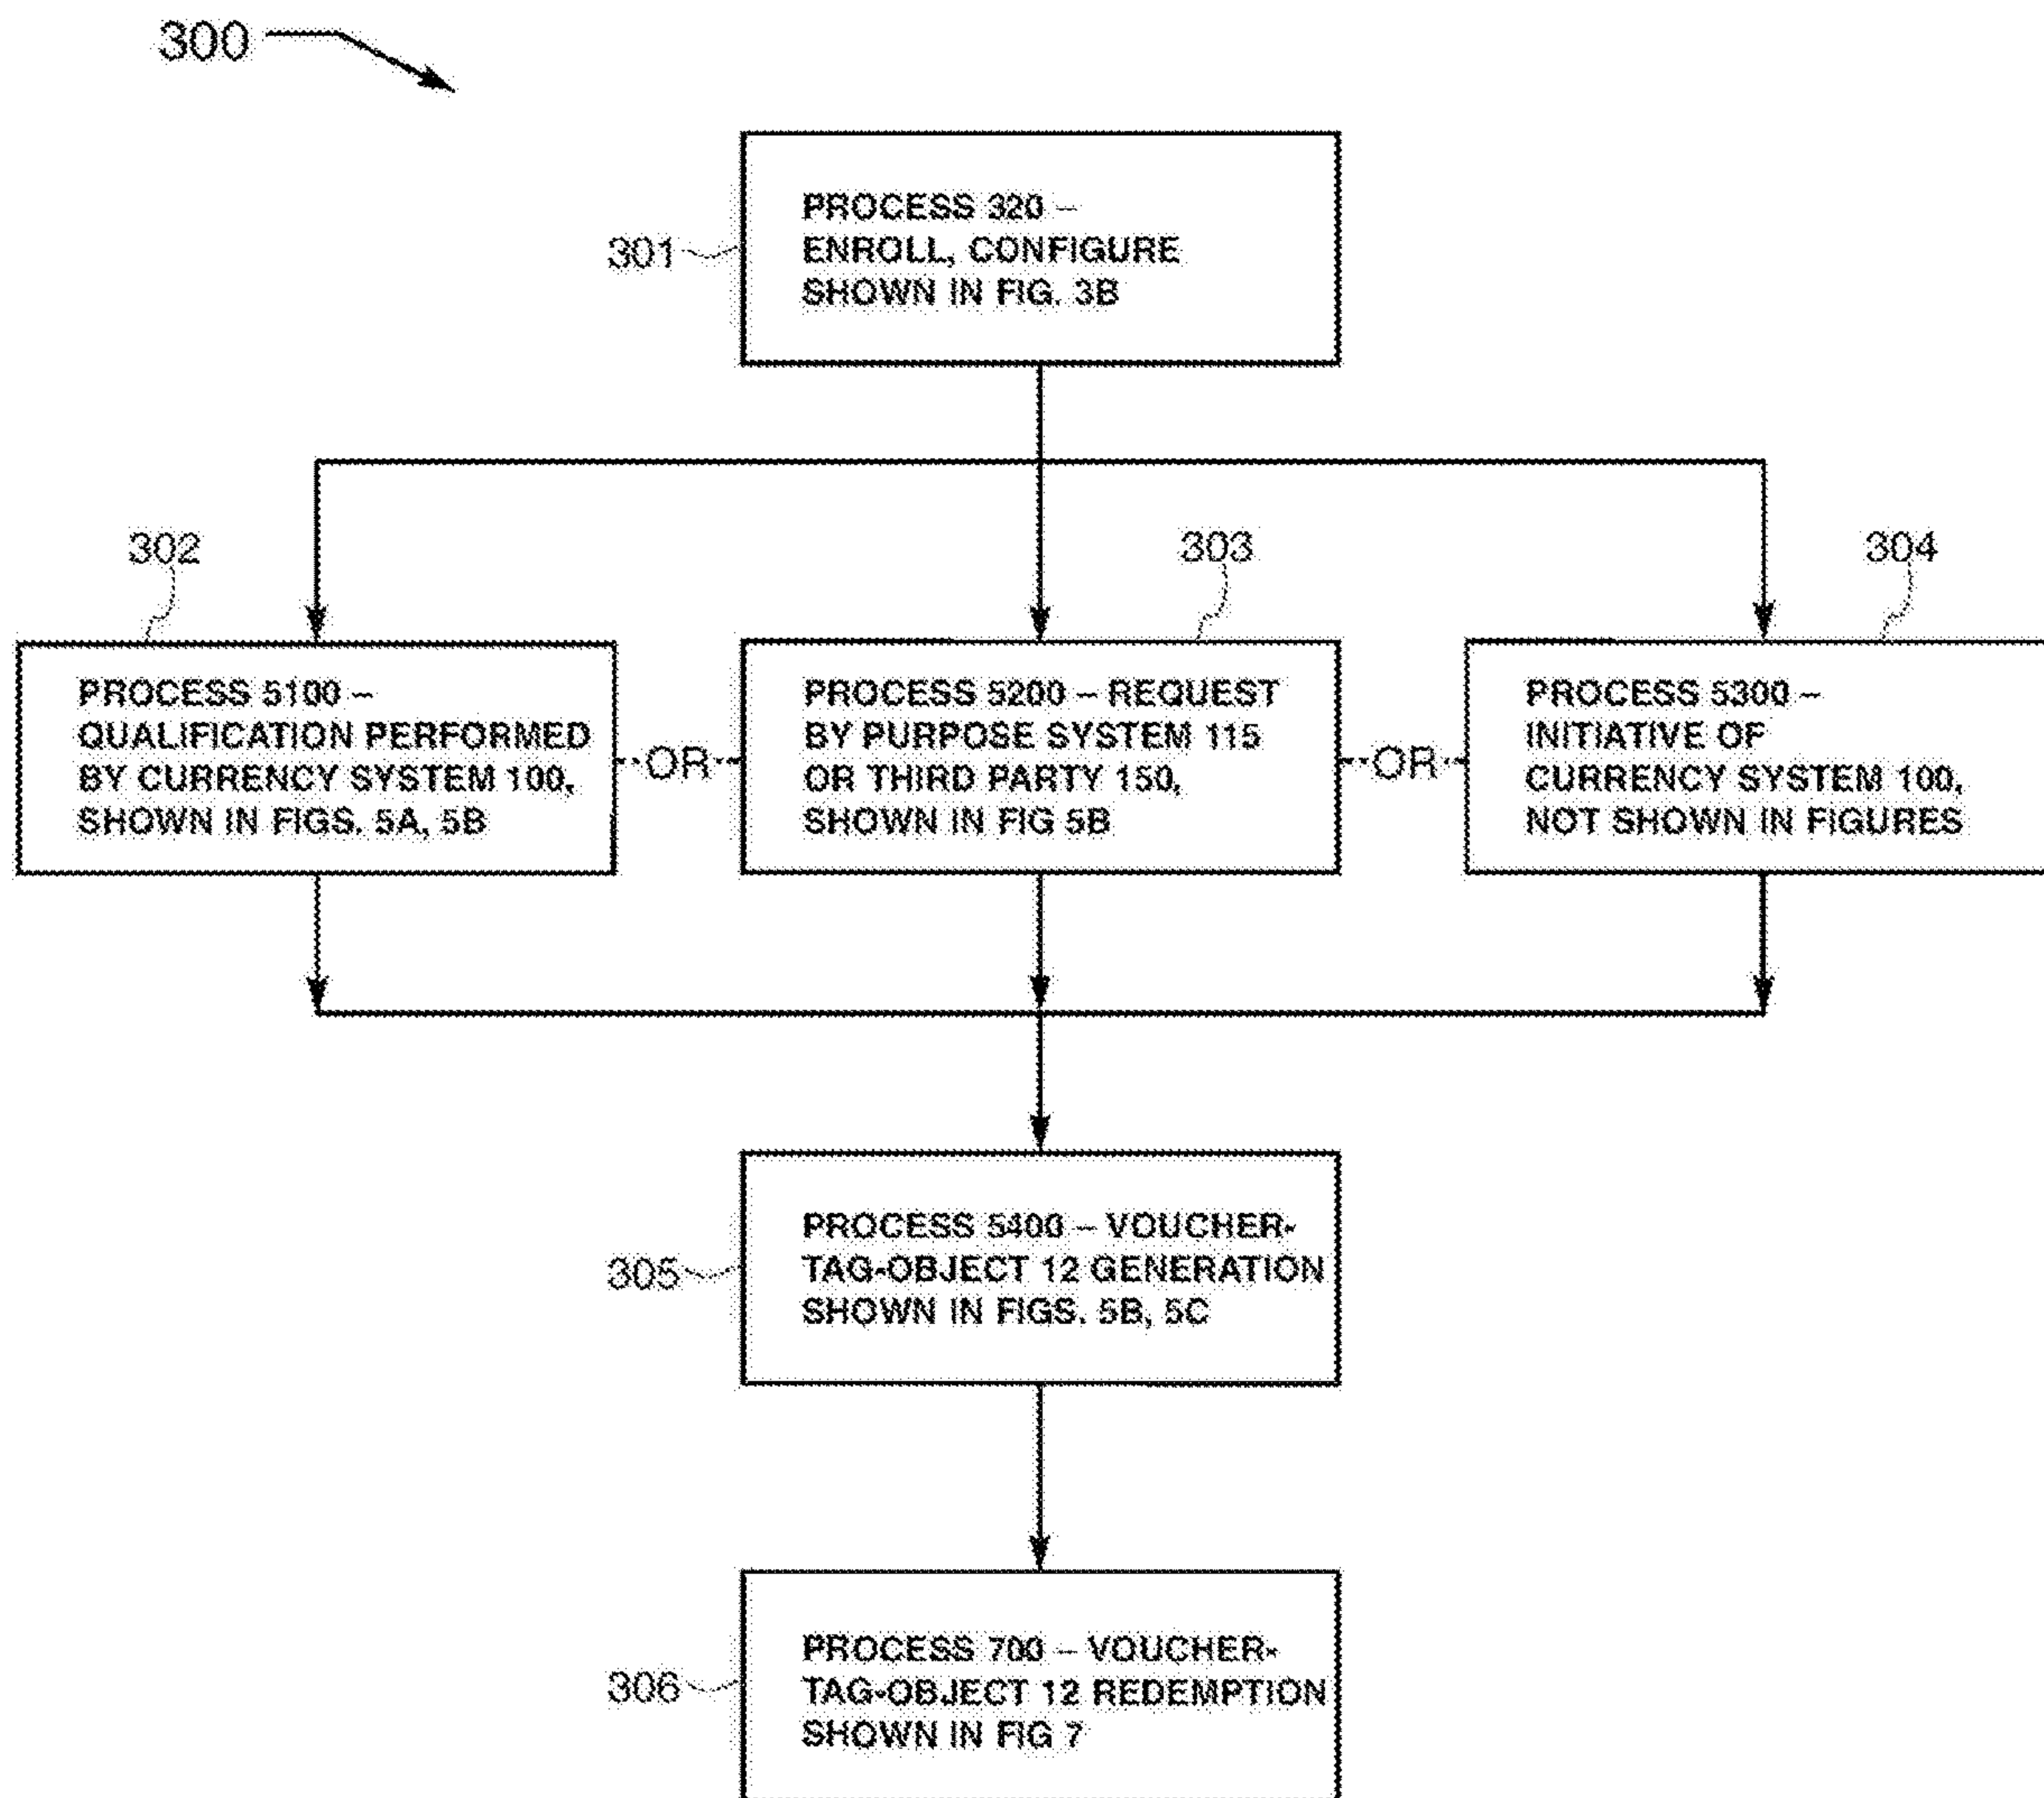 300
PROCESS 320 –
ENROLL, CONFIGURE
SHOWN IN FIG. 3B
301
302
303
304
PROCESS 5100 –
QUALIFICATION PERFORMED
BY CURRENCY SYSTEM 100,
SHOWN IN FIGS. 5A, 5B
OR
PROCESS 5200 – REQUEST
BY PURPOSE SYSTEM 115
OR THIRD PARTY 150,
SHOWN IN FIG 5B
OR
PROCESS 5300 –
INITIATIVE OF
CURRENCY SYSTEM 100,
NOT SHOWN IN FIGURES
PROCESS 5400 – VOUCHER-
TAG-OBJECT 12 GENERATION
SHOWN IN FIGS. 5B, 5C
305
PROCESS 700 – VOUCHER-
TAG-OBJECT 12 REDEMPTION
SHOWN IN FIG 7
306